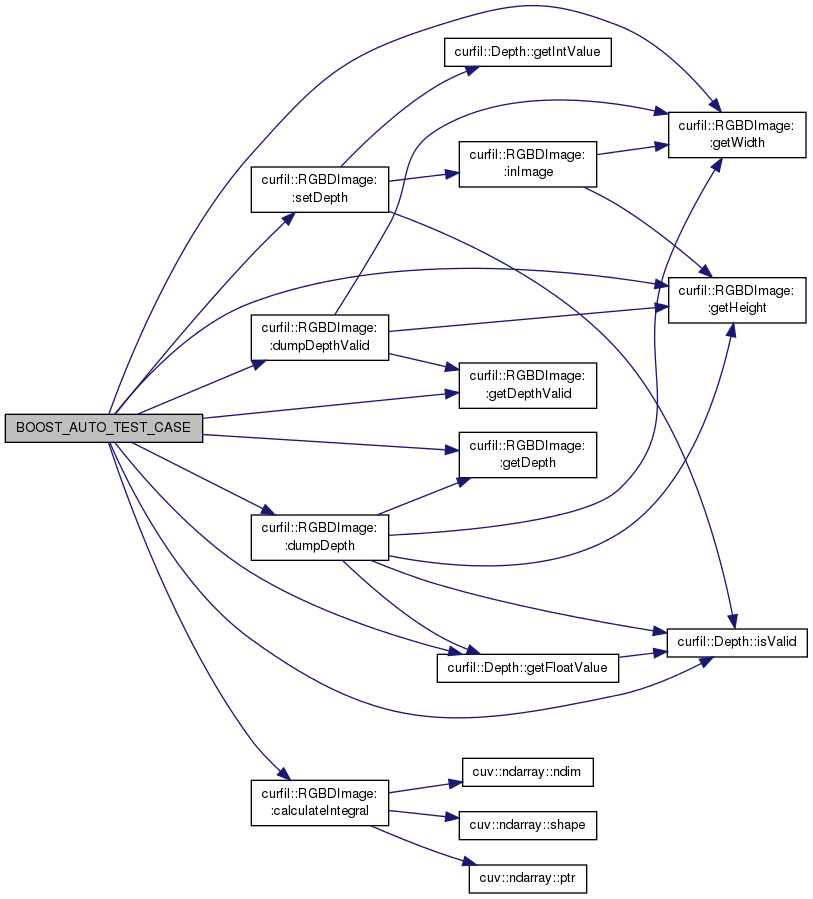 curfil::Depth::getIntValue
curfil::RGBDImage:
:getWidth
curfil::RGBDImage:
:inImage
curfil::RGBDImage:
:setDepth
curfil::RGBDImage:
:getHeight
curfil::RGBDImage:
:dumpDepthValid
curfil::RGBDImage:
:getDepthValid
BOOST_AUTO_TEST_CASE
curfil::RGBDImage:
:getDepth
curfil::RGBDImage:
:dumpDepth
curfil::Depth::isValid
curfil::Depth::getFloatValue
cuv::ndarray::ndim
curfil::RGBDImage:
:calculateIntegral
cuv::ndarray::shape
cuv::ndarray::ptr